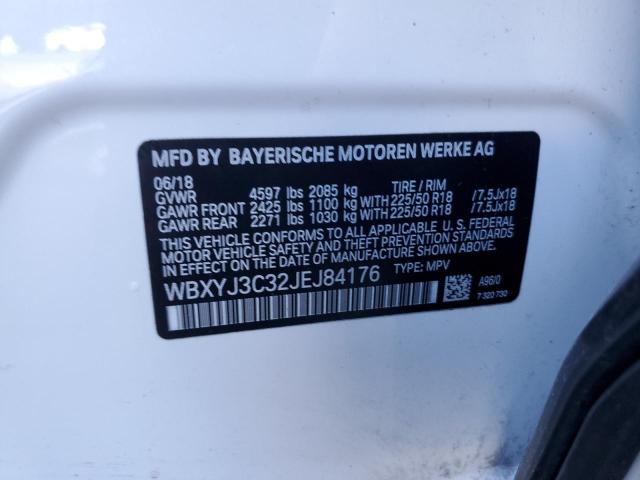 MFD BY BAYERISCHE MOTOREN WERKE AG
06/18 TIRE / RIM
GVWR 4597 lbs 2085 kg
GAWR FRONT 2425 lbs 1100 kg WITH 225/50 R18 /7.5Jx18
GAWR REAR 2271 lbs 1030 kg WITH 225/50 R18 /7.5Jx18
THIS VEHICLE CONFORMS TO ALL APPLICABLE U.S. FEDERAL
MOTOR VEHICLE SAFETY, BUMPER, AND THEFT PREVENTION
STANDARDS IN EFFECT ON THE DATE OF MANUFACTURE SHOWN ABOVE.
WBXYJ3C32JEJ84176 TYPE: MPV
A96/0
7 320 730